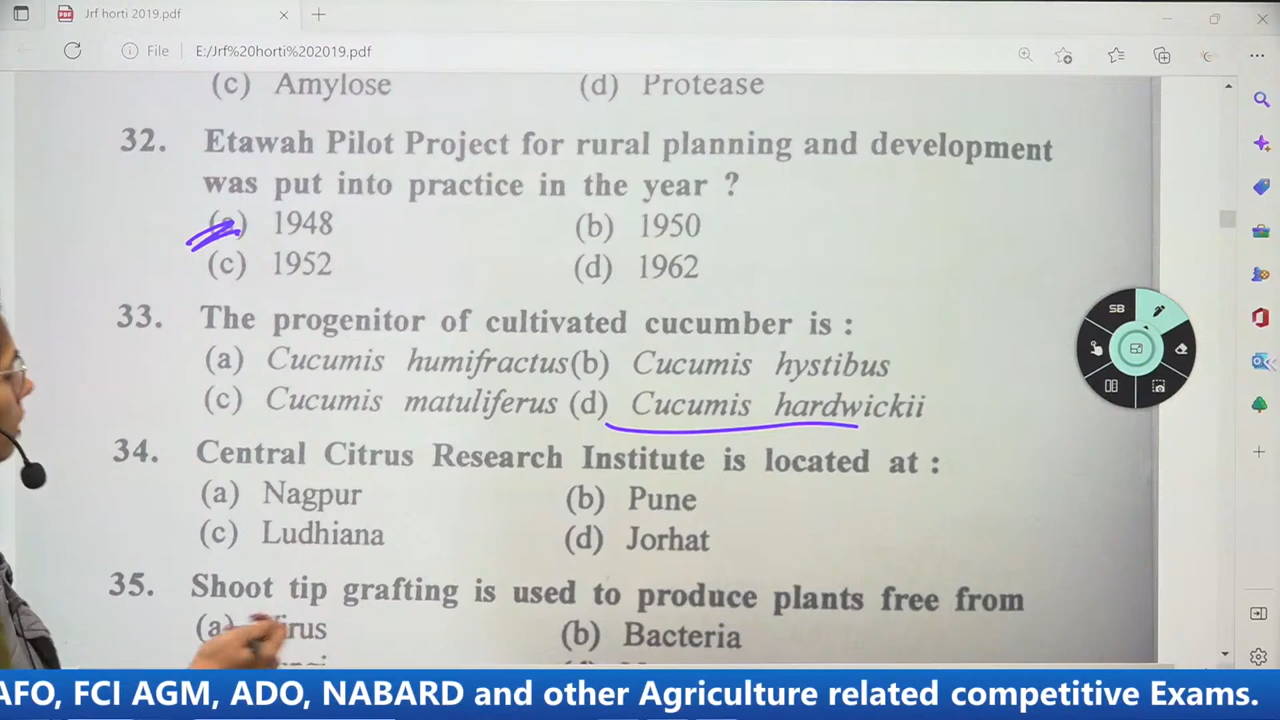 Jrf horti 2019.pdf
File E:/Jrf%20horti%202019.pdf
(c) Amylose (d) Protease
32. Etawah Pilot Project for rural planning and development
was put into practice in the year ?
(a) 1948 (b) 1950
(c) 1952 (d) 1962
33. The progenitor of cultivated cucumber is :
(a) Cucumis humifractus(b) Cucumis hystibus
(c) Cucumis matuliferus (d) Cucumis hardwickii
34. Central Citrus Research Institute is located at :
(a) Nagpur (b) Pune
(c) Ludhiana (d) Jorhat
35. Shoot tip grafting is used to produce plants free from
(b) Bacteria
SB
AFO, FCI AGM, ADO, NABARD and other Agriculture related competitive Exams.